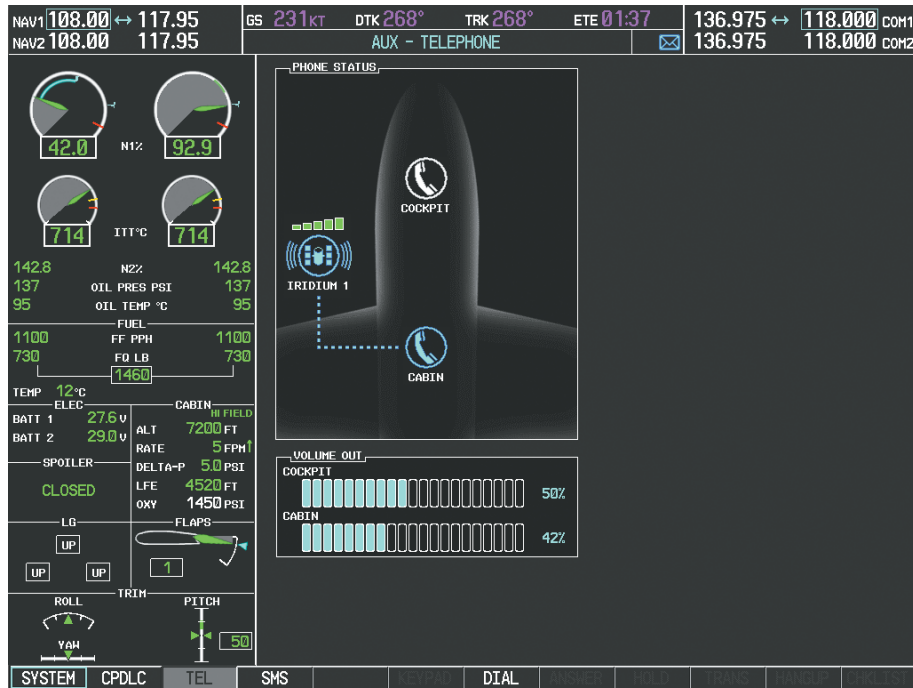 NAV1 108.00 ↔ 117.95
NAV2 108.00 117.95
GS 231KT DTK 268° TRK 268° ETE 01:37
AUX - TELEPHONE
136.975 ↔ 118.000 COM1
136.975 118.000 COM2
42.0 N1% 92.9
714 ITT°C 714
142.8 N2% 142.8
137 OIL PRES PSI 137
95 OIL TEMP °C 95
FUEL
1100 FF PPH 1100
730 FQ LB 730
1460
TEMP 12°C
ELEC
BATT 1 27.6 V
BATT 2 29.0 V
SPOILER
CLOSED
CABIN
HI FIELD
ALT 7200 FT
RATE 5 FPM↑
DELTA-P 5.0 PSI
LFE 4520 FT
OXY 1450 PSI
LG
UP
UP UP
FLAPS
1
TRIM
ROLL
YAW
PITCH
50
PHONE STATUS
COCKPIT
IRIDIUM 1
CABIN
VOLUME OUT
COCKPIT
50%
CABIN
42%
SYSTEM CPDLC TEL SMS KEYPAD DIAL ANSWER HOLD TRANS HANGUP CHKLIST